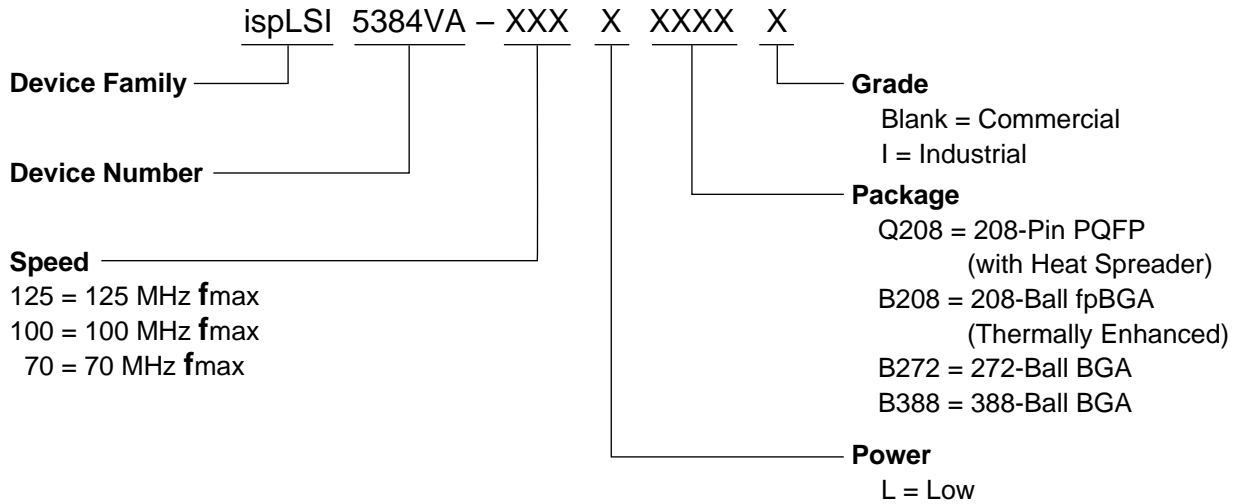 ispLSI 5384VA – XXX X XXXX X
Device Family
Device Number
Speed
125 = 125 MHz fmax
100 = 100 MHz fmax
70 = 70 MHz fmax
Grade
Blank = Commercial
I = Industrial
Package
Q208 = 208-Pin PQFP
(with Heat Spreader)
B208 = 208-Ball fpBGA
(Thermally Enhanced)
B272 = 272-Ball BGA
B388 = 388-Ball BGA
Power
L = Low